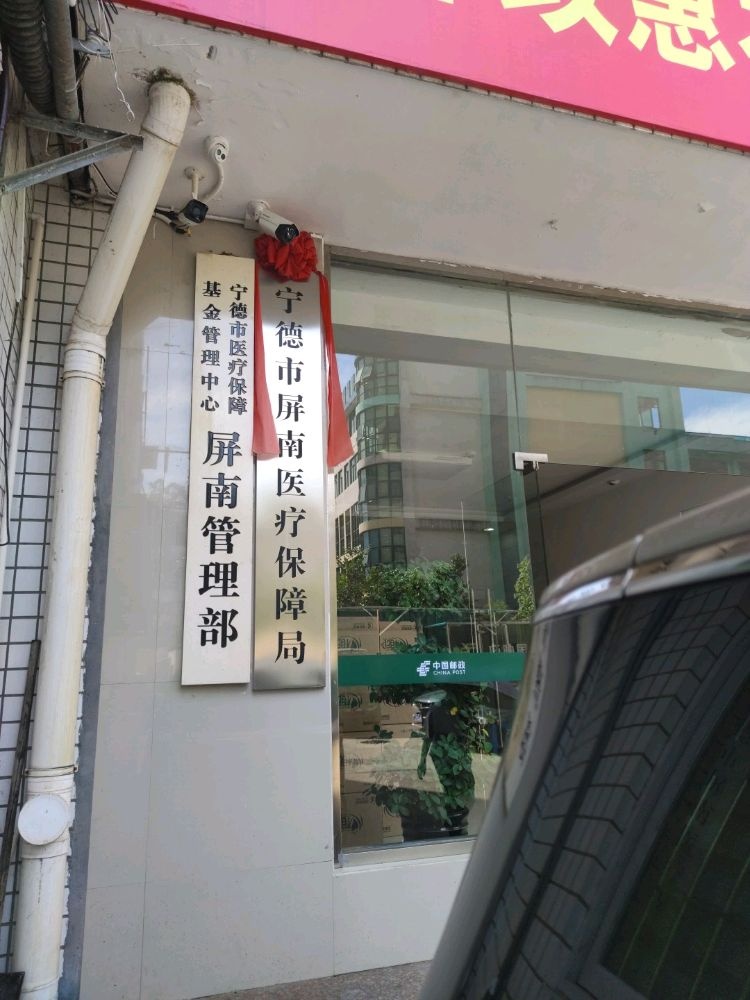 惠
宁德市医疗保障
基金管理中心
屏南管理部
宁德市屏南医疗保障局
中国邮政
CHINA POST